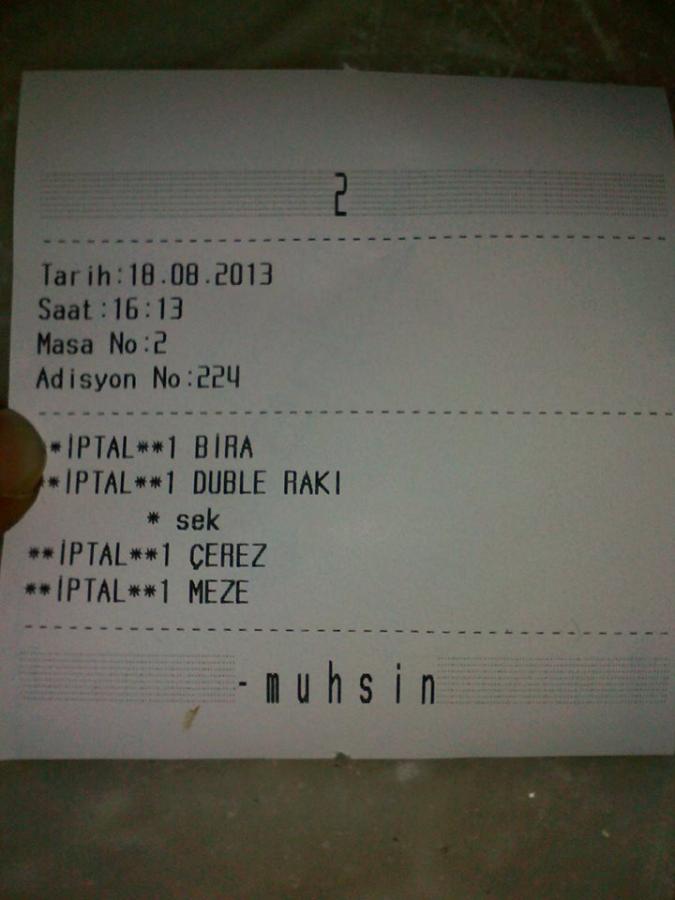 2
Tarih:18.08.2013
Saat:16:13
Masa No:2
Adisyon No:224
*İPTAL**1 BİRA
**İPTAL**1 DUBLE RAKI
* sek
**İPTAL**1 ÇEREZ
**İPTAL**1 MEZE
-muhsin